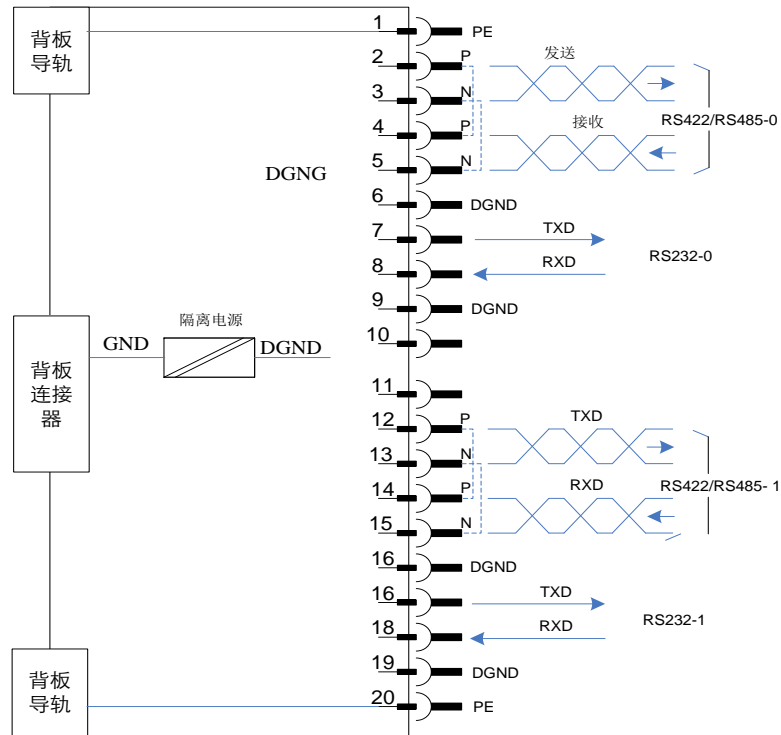 背板
导轨
1
PE
2
P
发送
3
N
RS422/RS485-0
4
P
接收
5
N
DGNG
6
DGND
7
TXD
RS232-0
8
RXD
9
DGND
隔离电源
10
GND
DGND
背板
连接
器
11
12
P
TXD
13
N
RS422/RS485- 1
14
P
RXD
15
N
16
DGND
16
TXD
RS232-1
18
RXD
19
DGND
背板
导轨
20
PE